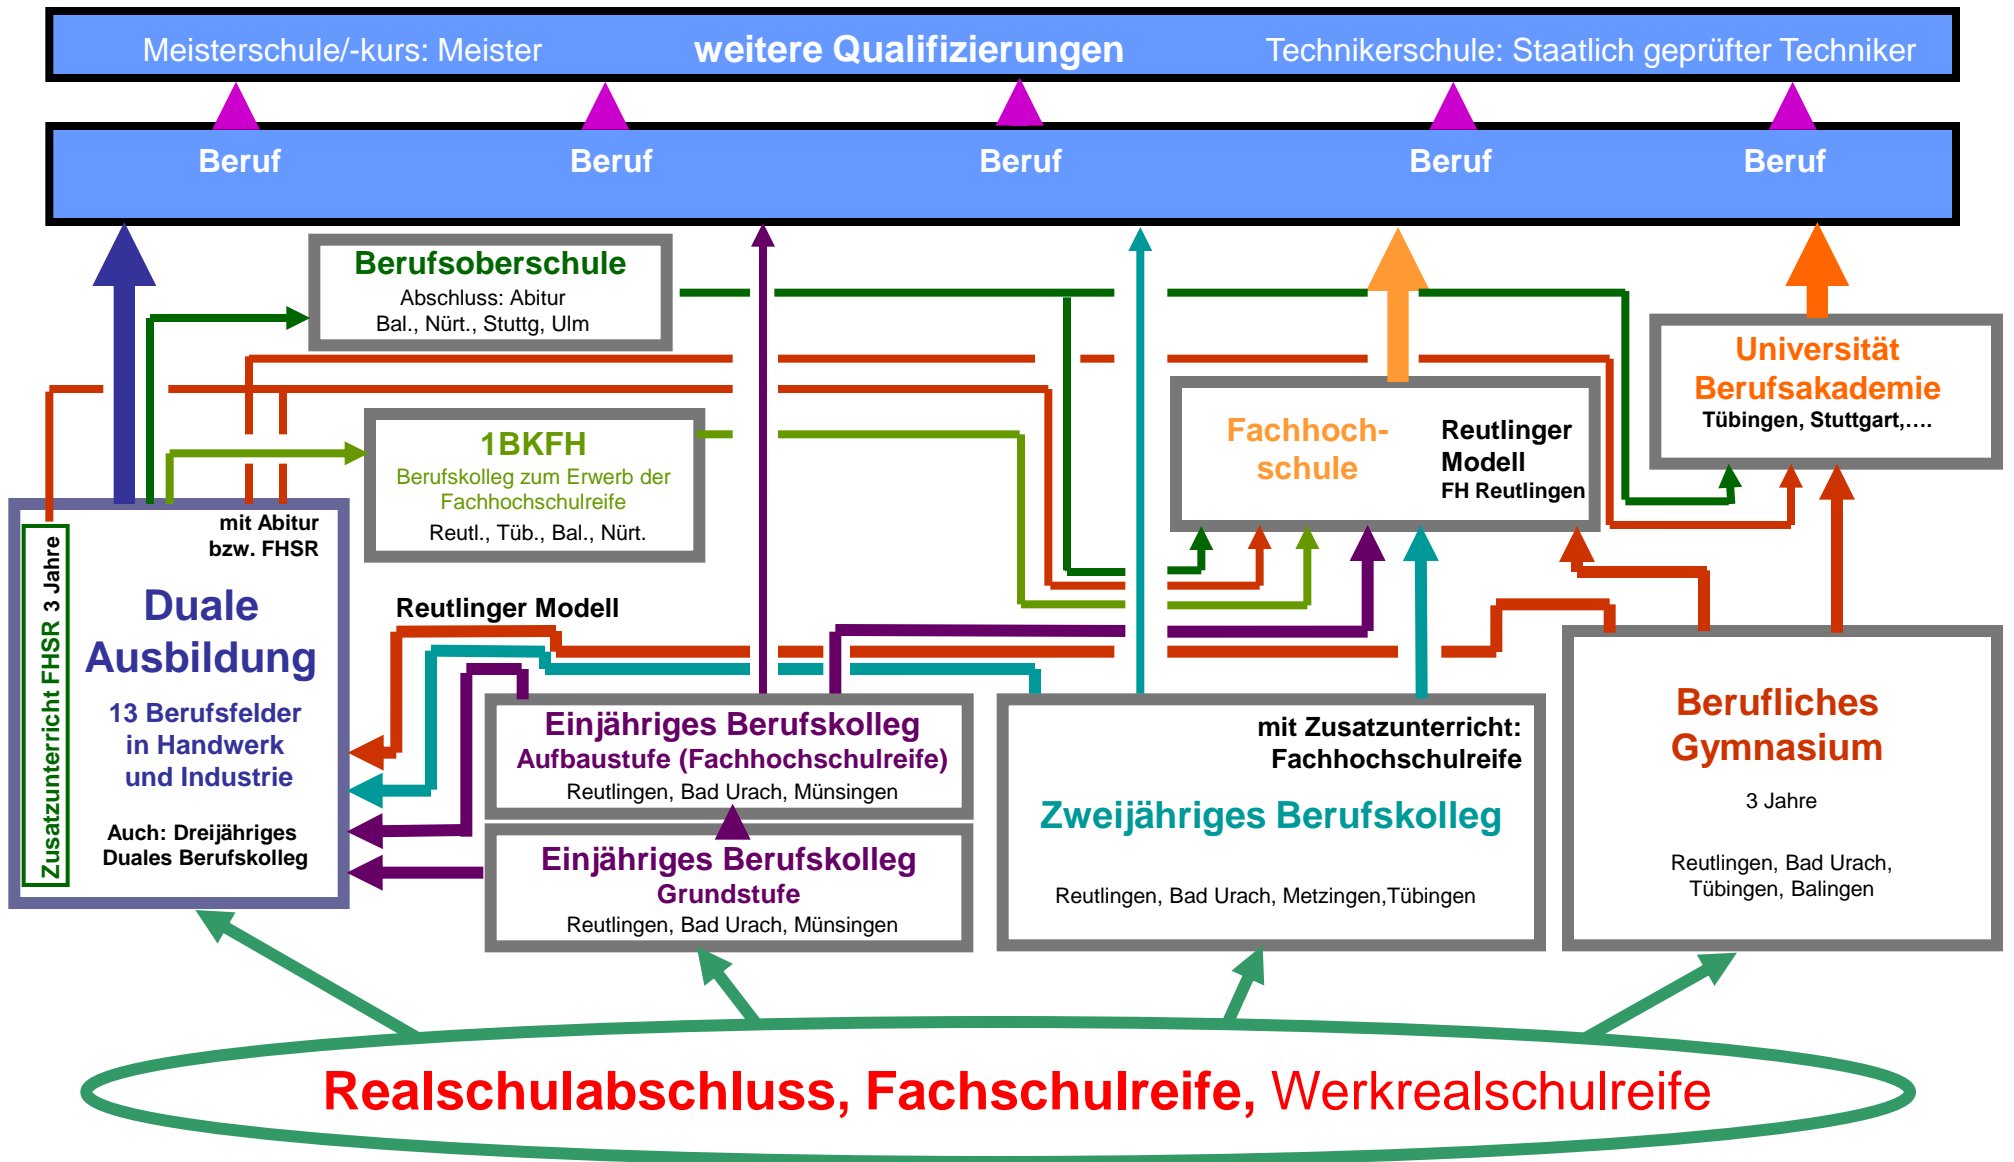 Meisterschule/-kurs: Meister
weitere Qualifizierungen
Technikerschule: Staatlich geprüfter Techniker
Beruf
Beruf
Beruf
Beruf
Beruf
Berufsoberschule
Abschluss: Abitur
Bal., Nürt., Stuttg, Ulm
Universität
Berufsakademie
Tübingen, Stuttgart,….
1BKFH
Berufskolleg zum Erwerb der
Fachhochschulreife
Reutl., Tüb., Bal., Nürt.
Fachhoch-
schule
Reutlinger
Modell
FH Reutlingen
Zusatzunterricht FHSR 3 Jahre
mit Abitur
bzw. FHSR
Duale
Ausbildung
13 Berufsfelder
in Handwerk
und Industrie
Auch: Dreijähriges
Duales Berufskolleg
Reutlinger Modell
Einjähriges Berufskolleg
Aufbaustufe (Fachhochschulreife)
Reutlingen, Bad Urach, Münsingen
Einjähriges Berufskolleg
Grundstufe
Reutlingen, Bad Urach, Münsingen
mit Zusatzunterricht:
Fachhochschulreife
Zweijähriges Berufskolleg
Reutlingen, Bad Urach, Metzingen,Tübingen
Berufliches
Gymnasium
3 Jahre
Reutlingen, Bad Urach,
Tübingen, Balingen
Realschulabschluss, Fachschulreife, Werkrealschulreife